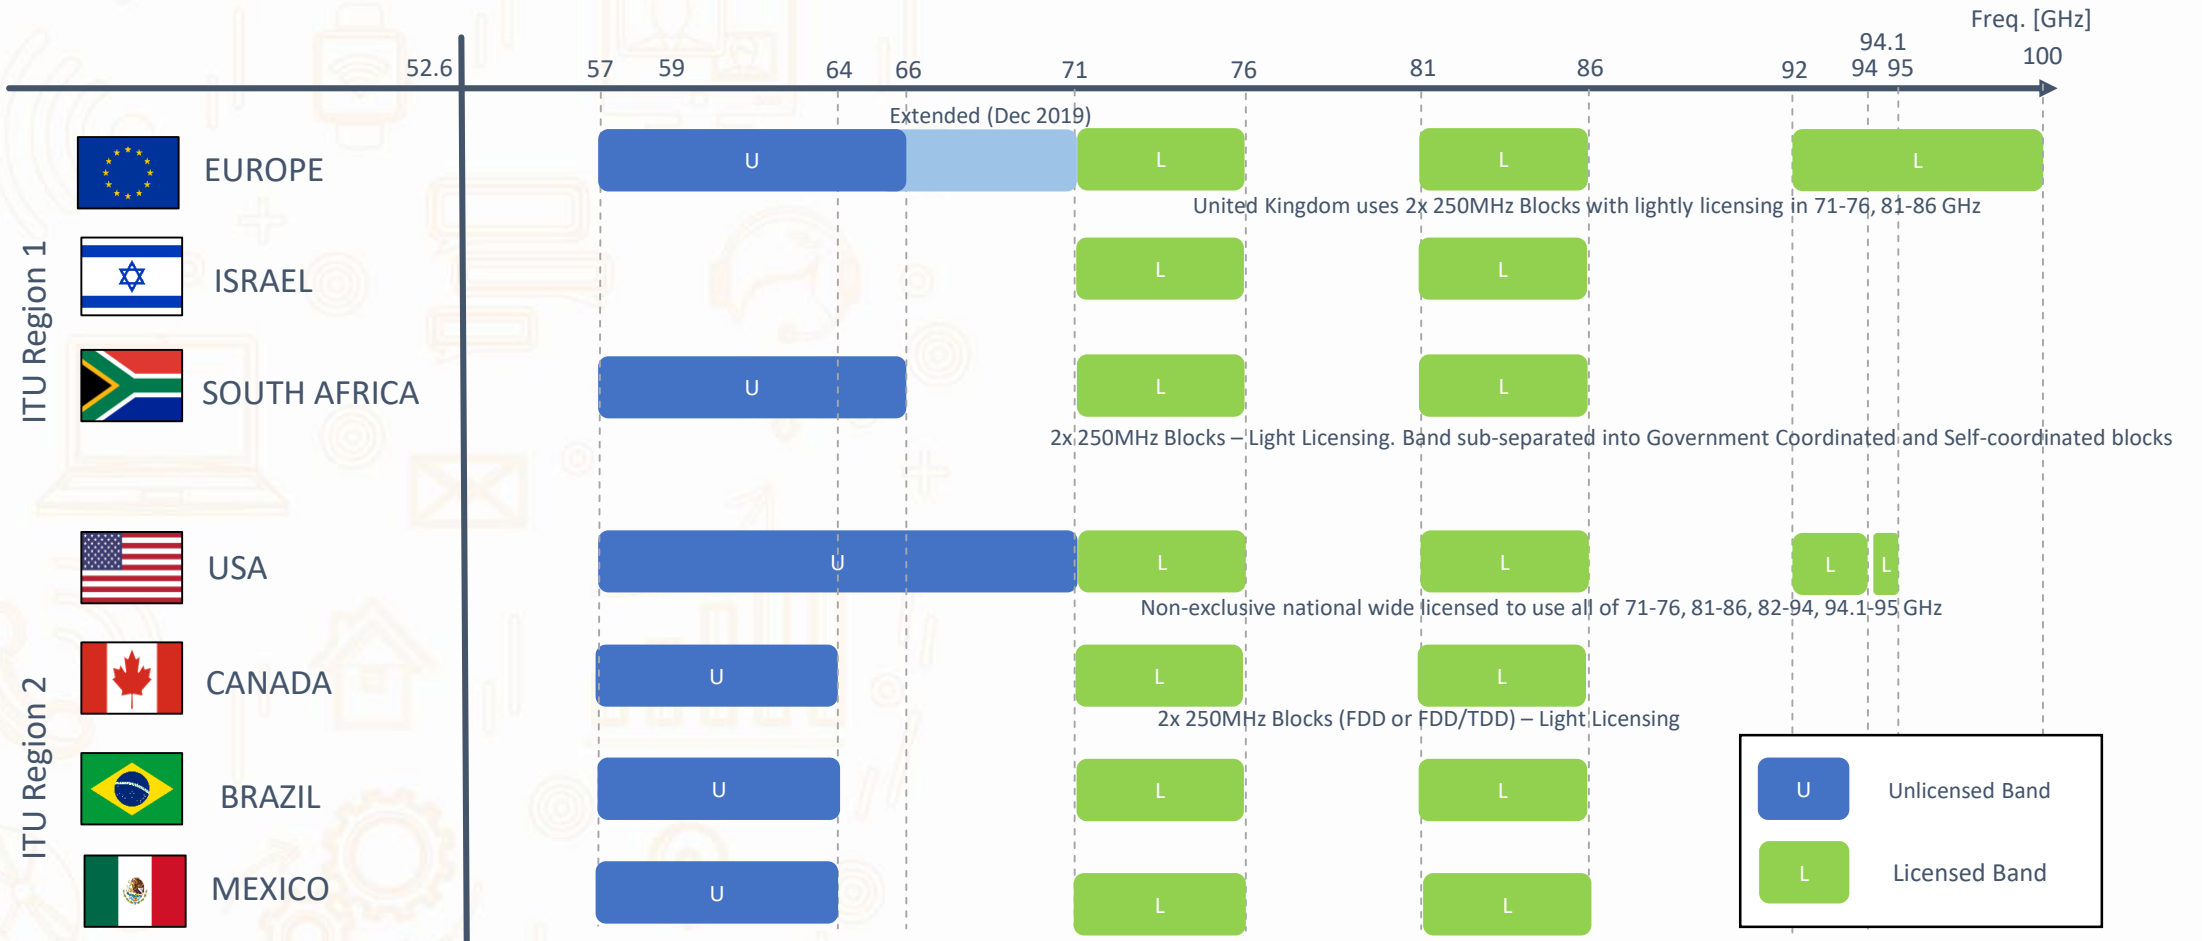 Freq. [GHz]
94.1
52.6 57 59 64 66 71 76 81 86 92 94 95 100
Extended (Dec 2019)
ITU Region 1
EUROPE U L L L
United Kingdom uses 2x 250MHz Blocks with lightly licensing in 71-76, 81-86 GHz
ISRAEL L L
SOUTH AFRICA U L L
2x 250MHz Blocks – Light Licensing. Band sub-separated into Government Coordinated and Self-coordinated blocks
ITU Region 2
USA U L L L L
Non-exclusive national wide licensed to use all of 71-76, 81-86, 82-94, 94.1-95 GHz
CANADA U L L
2x 250MHz Blocks (FDD or FDD/TDD) – Light Licensing
BRAZIL U L L
MEXICO U L L
U Unlicensed Band
L Licensed Band